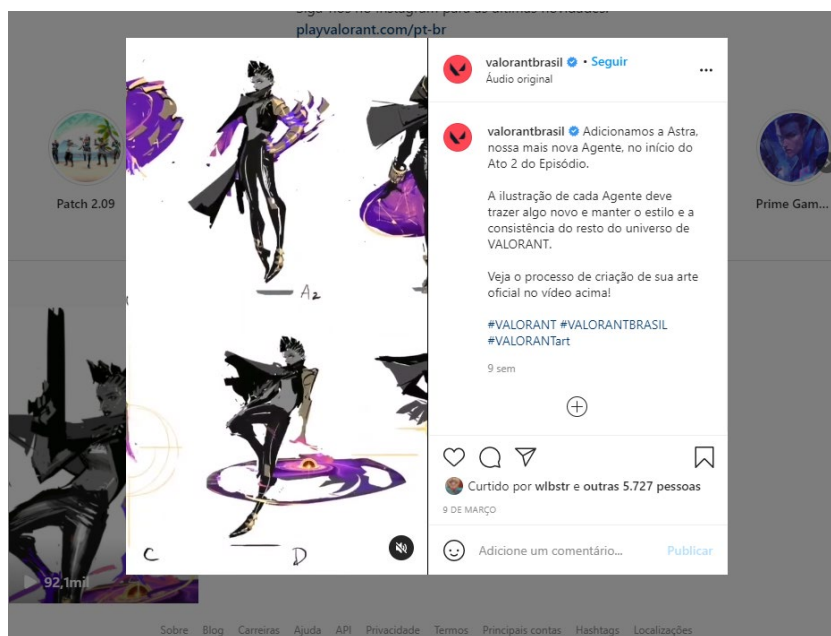 playvalorant.com/pt-br
Patch 2.09
Prime Gam...
A2
C
D
92,1mil
valorantbrasil • Seguir
Áudio original
valorantbrasil Adicionamos a Astra,
nossa mais nova Agente, no início do
Ato 2 do Episódio.
A ilustração de cada Agente deve
trazer algo novo e manter o estilo e a
consistência do resto do universo de
VALORANT.
Veja o processo de criação de sua arte
oficial no vídeo acima!
#VALORANT #VALORANTBRASIL
#VALORANTart
9 sem
Curtido por wlbstr e outras 5.727 pessoas
9 DE MARÇO
Adicione um comentário... Publicar
Sobre Blog Carreiras Ajuda API Privacidade Termos Principais contas Hashtags Localizações